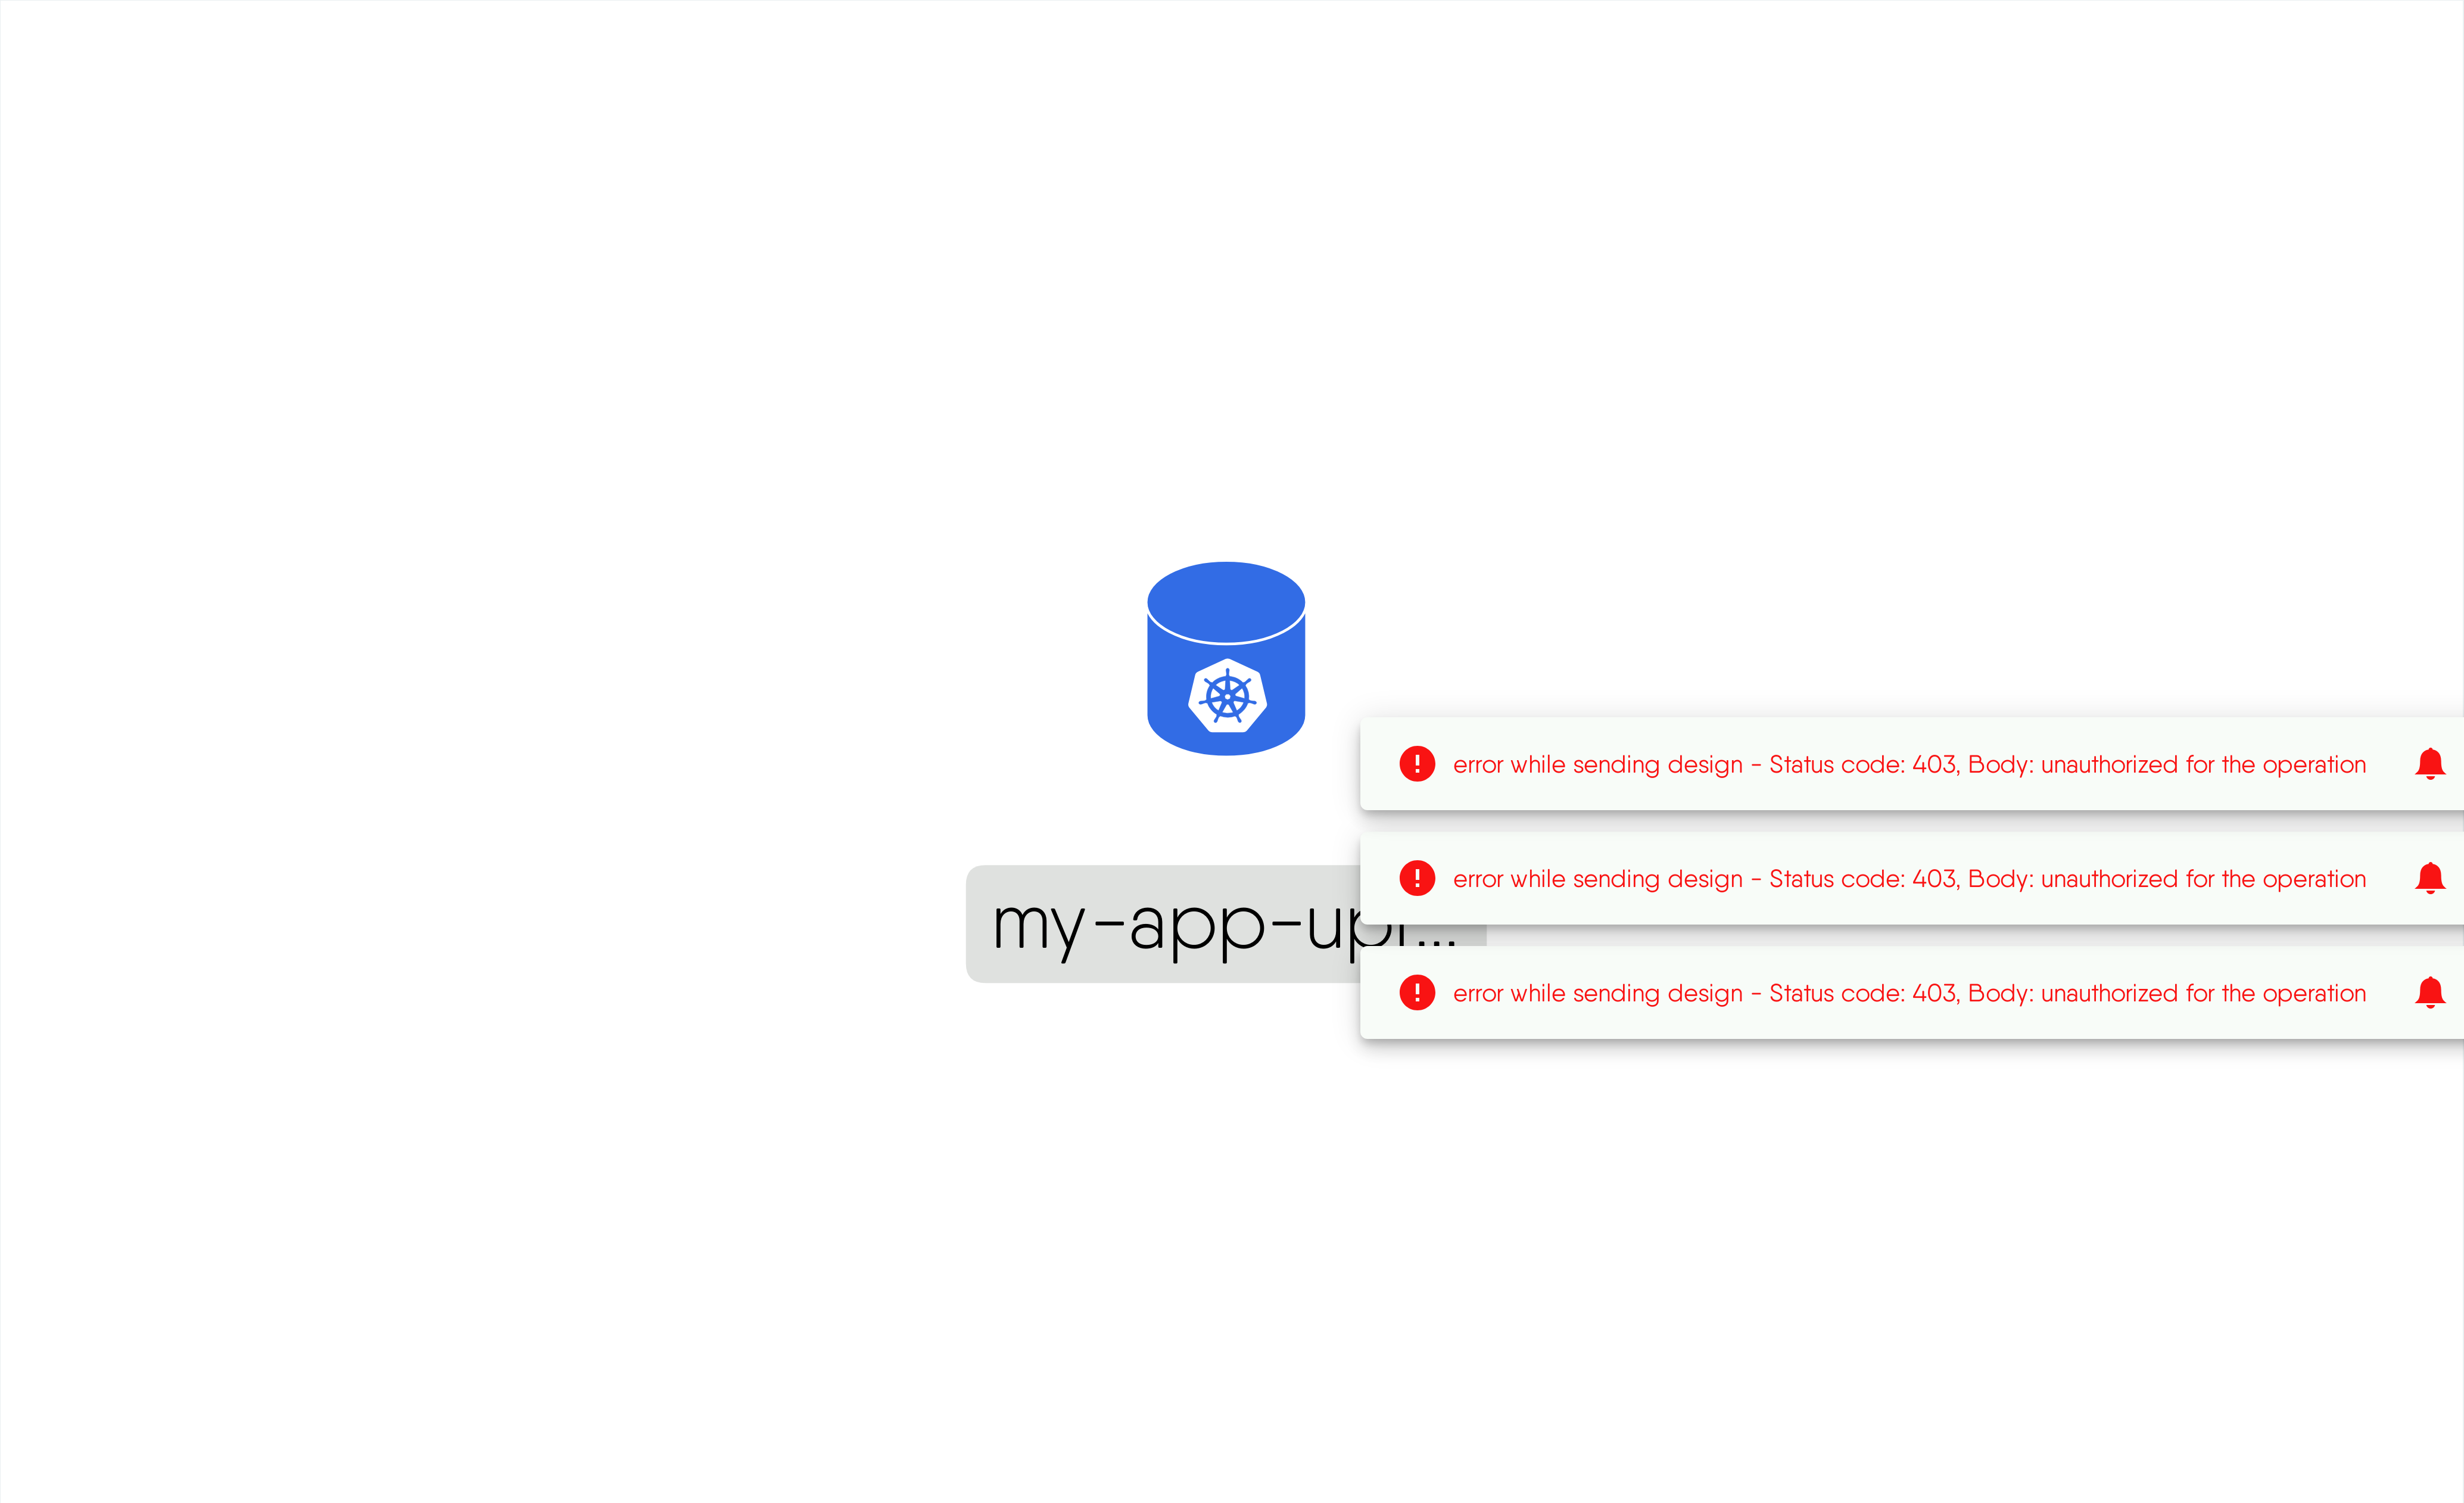 my-app-upr...
error while sending design - Status code: 403, Body: unauthorized for the operation
error while sending design - Status code: 403, Body: unauthorized for the operation
error while sending design - Status code: 403, Body: unauthorized for the operation